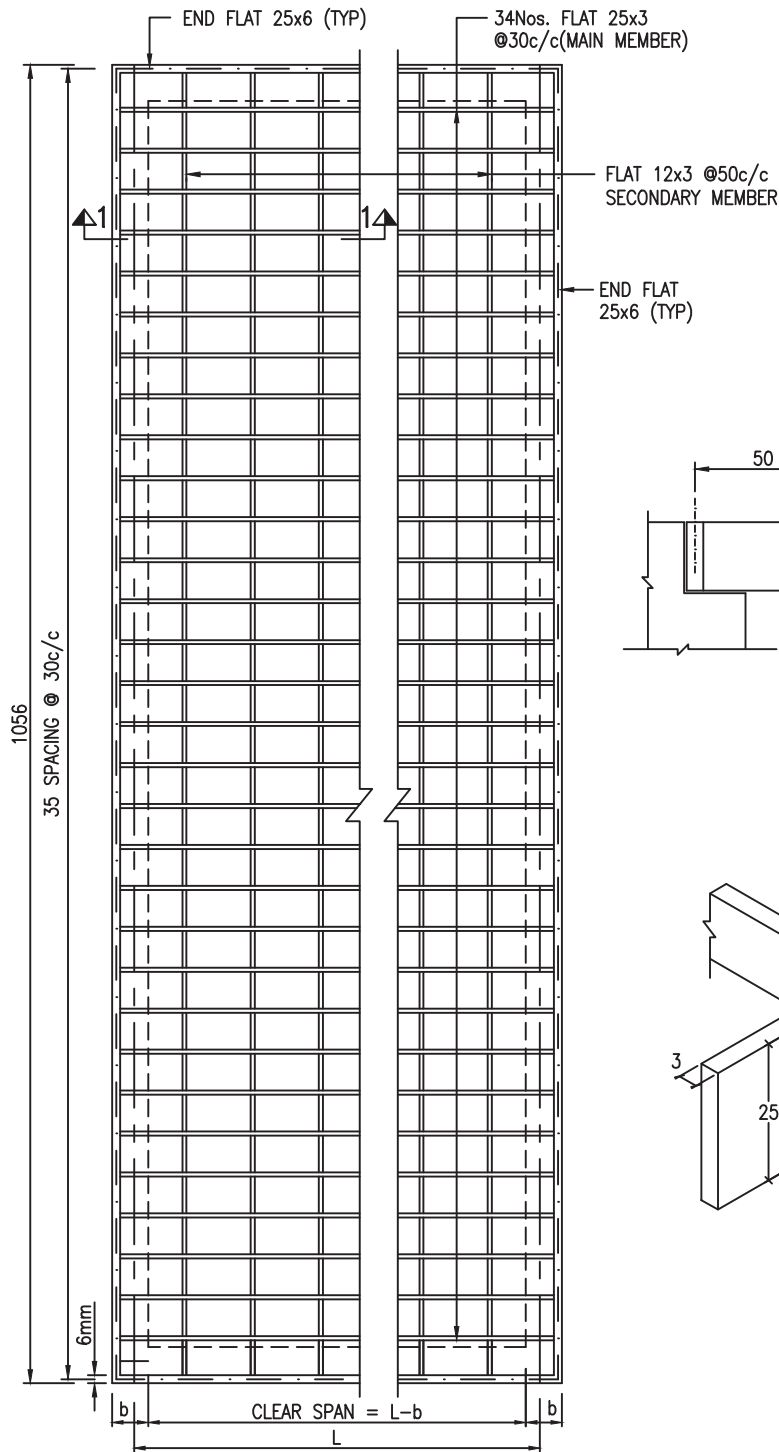 END FLAT 25x6 (TYP)
34Nos. FLAT 25x3
@30c/c(MAIN MEMBER)
FLAT 12x3 @50c/c
SECONDARY MEMBER
1
1
END FLAT
25x6 (TYP)
50
1056
35 SPACING @ 30c/c
3
25
6mm
b
CLEAR SPAN = L-b
b
L